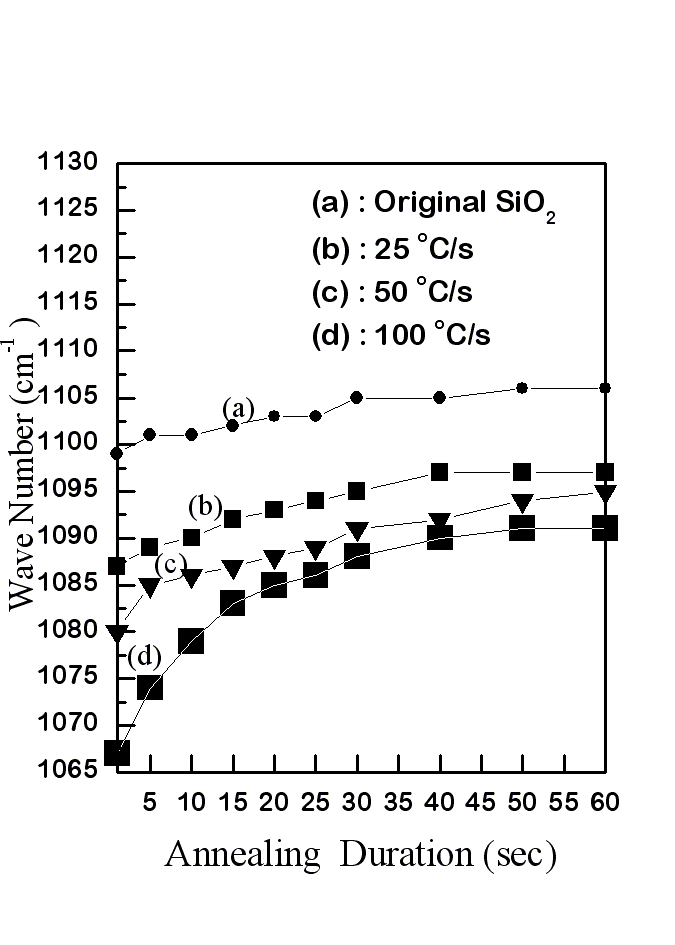 1130
1125
1120
1115
1110
1105
1100
1095
1090
1085
1080
1075
1070
1065
Wave Number (cm⁻¹)
(a) : Original SiO₂
(b) : 25 °C/s
(c) : 50 °C/s
(d) : 100 °C/s
(a)
(b)
(c)
(d)
5 10 15 20 25 30 35 40 45 50 55 60
Annealing Duration (sec)